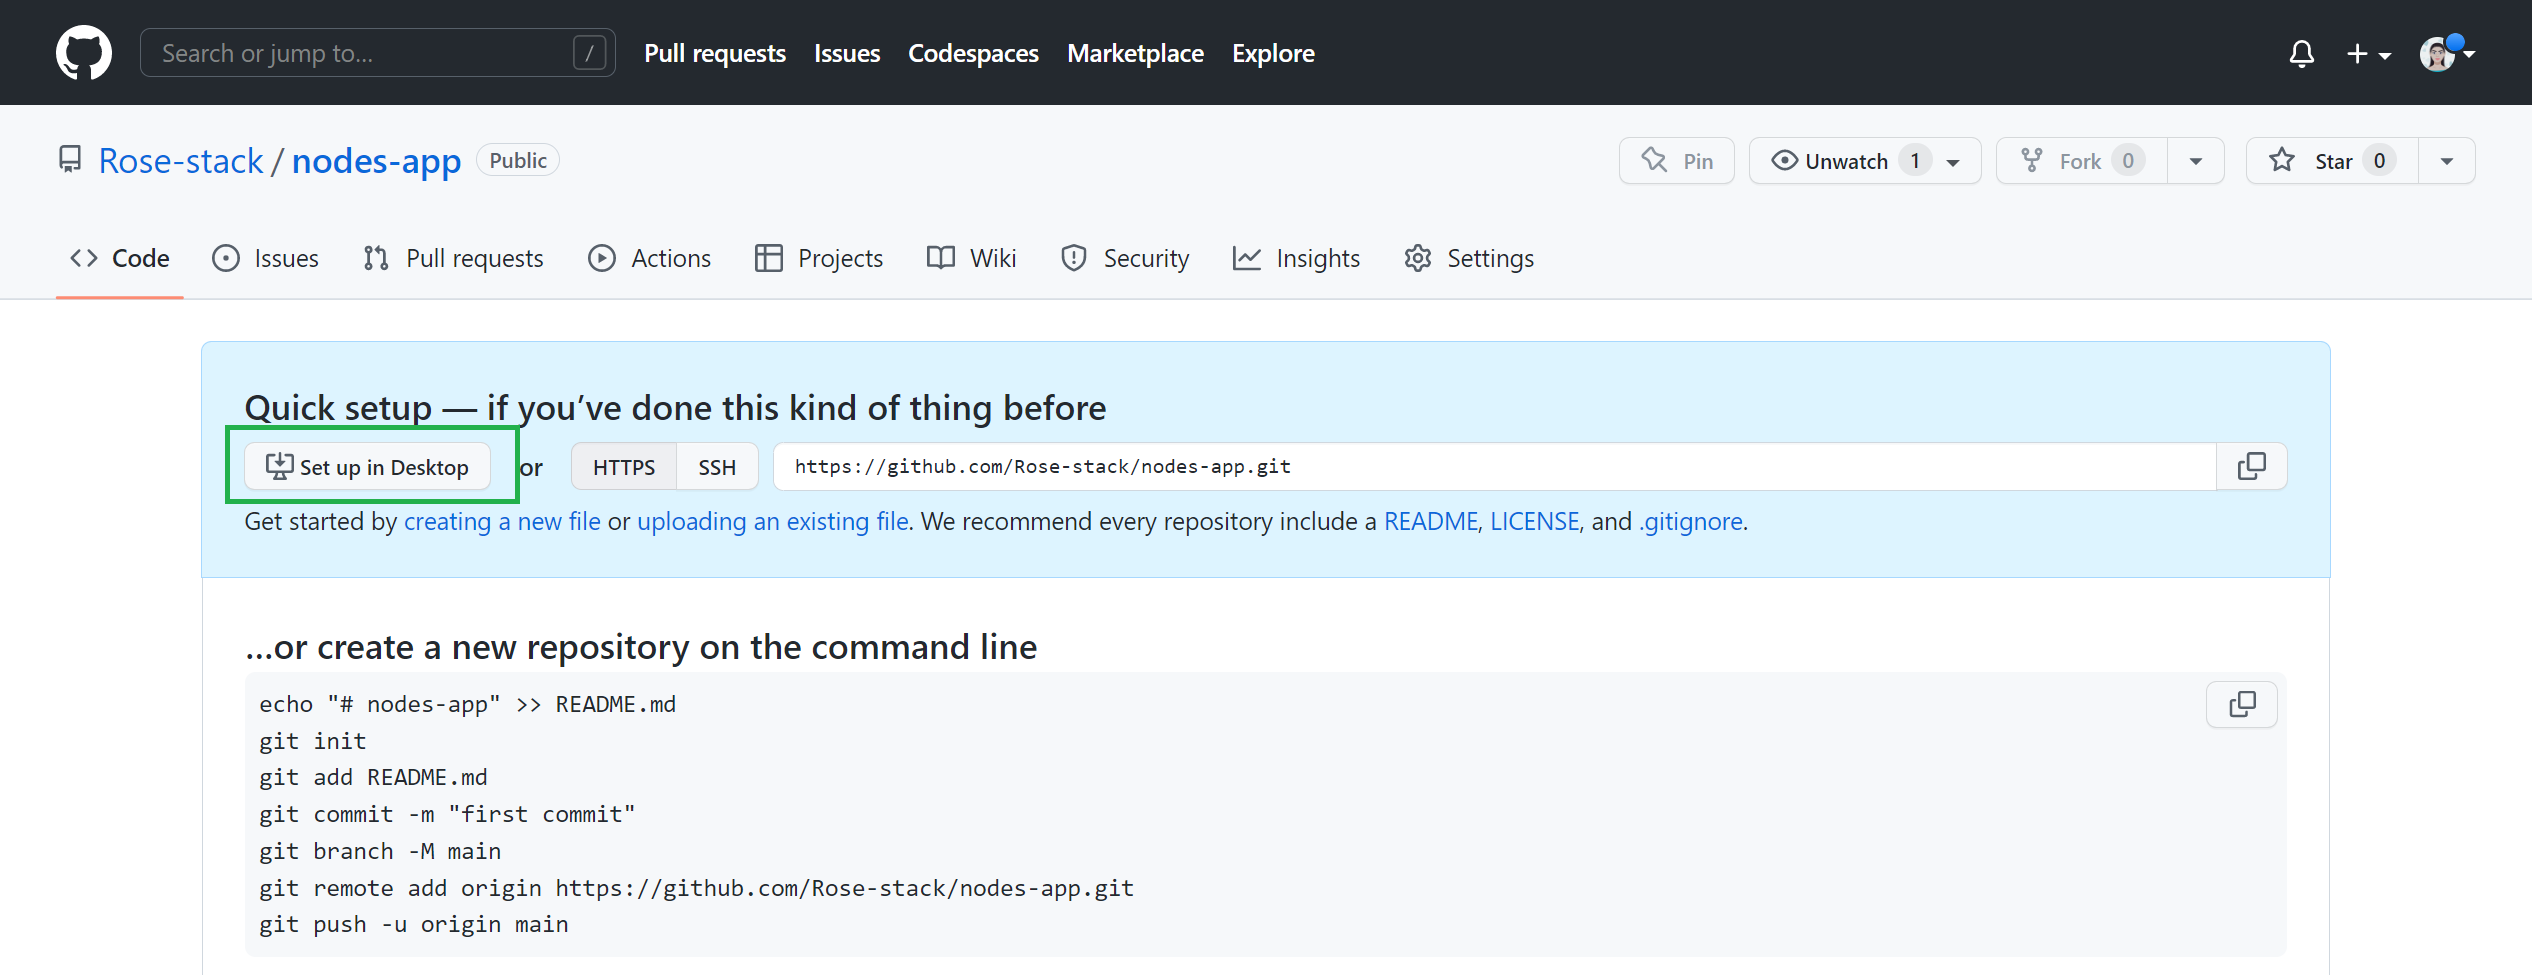 Search or jump to... / Pull requests Issues Codespaces Marketplace Explore
Rose-stack / nodes-app Public Pin Unwatch 1 Fork 0 Star 0
Code Issues Pull requests Actions Projects Wiki Security Insights Settings
Quick setup — if you’ve done this kind of thing before
Set up in Desktop or HTTPS SSH https://github.com/Rose-stack/nodes-app.git
Get started by creating a new file or uploading an existing file. We recommend every repository include a README, LICENSE, and .gitignore.
...or create a new repository on the command line
echo "# nodes-app" >> README.md
git init
git add README.md
git commit -m "first commit"
git branch -M main
git remote add origin https://github.com/Rose-stack/nodes-app.git
git push -u origin main